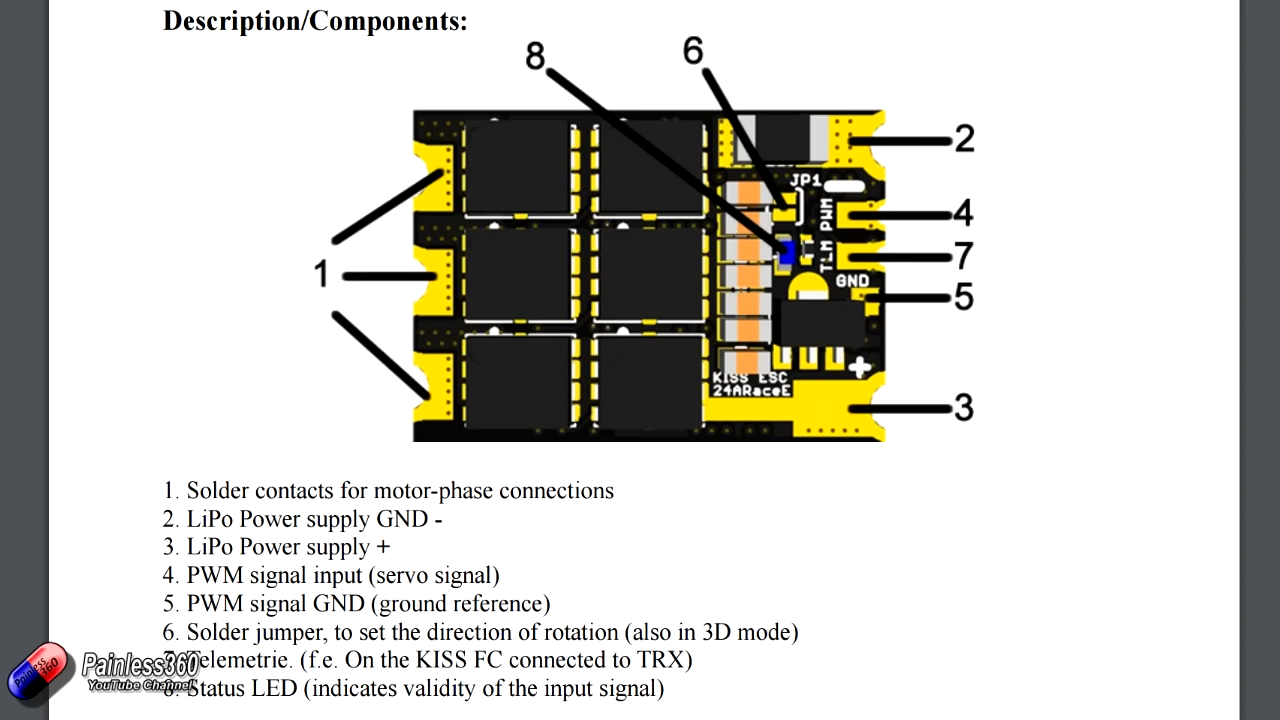 Description/Components:
8
6
2
JP1
PWM
4
TLM
7
GND
5
1
+
KISS ESC
24ARaceE
3
1. Solder contacts for motor-phase connections
2. LiPo Power supply GND -
3. LiPo Power supply +
4. PWM signal input (servo signal)
5. PWM signal GND (ground reference)
6. Solder jumper, to set the direction of rotation (also in 3D mode)
elemetrie. (f.e. On the KISS FC connected to TRX)
Status LED (indicates validity of the input signal)
Painless360
Painless360
YouTube Channel